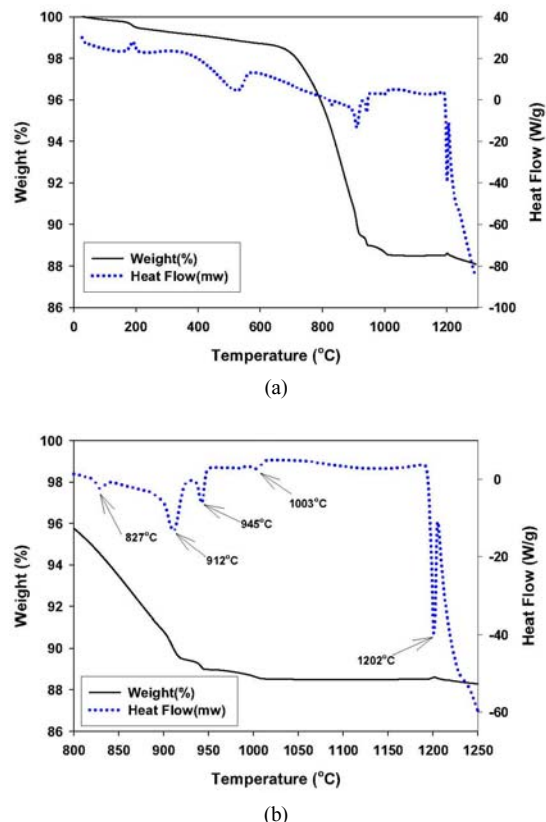 100
98
96
94
92
90
88
86
Weight (%)
40
20
0
-20
-40
-60
-80
-100
Heat Flow (W/g)
Weight(%)
Heat Flow(mw)
0 200 400 600 800 1000 1200
Temperature (°C)
(a)
100
98
96
94
92
90
88
86
Weight (%)
0
-20
-40
-60
Heat Flow (W/g)
1003°C
827°C
945°C
912°C
1202°C
Weight(%)
Heat Flow(mw)
800 850 900 950 1000 1050 1100 1150 1200 1250
Temperature (°C)
(b)